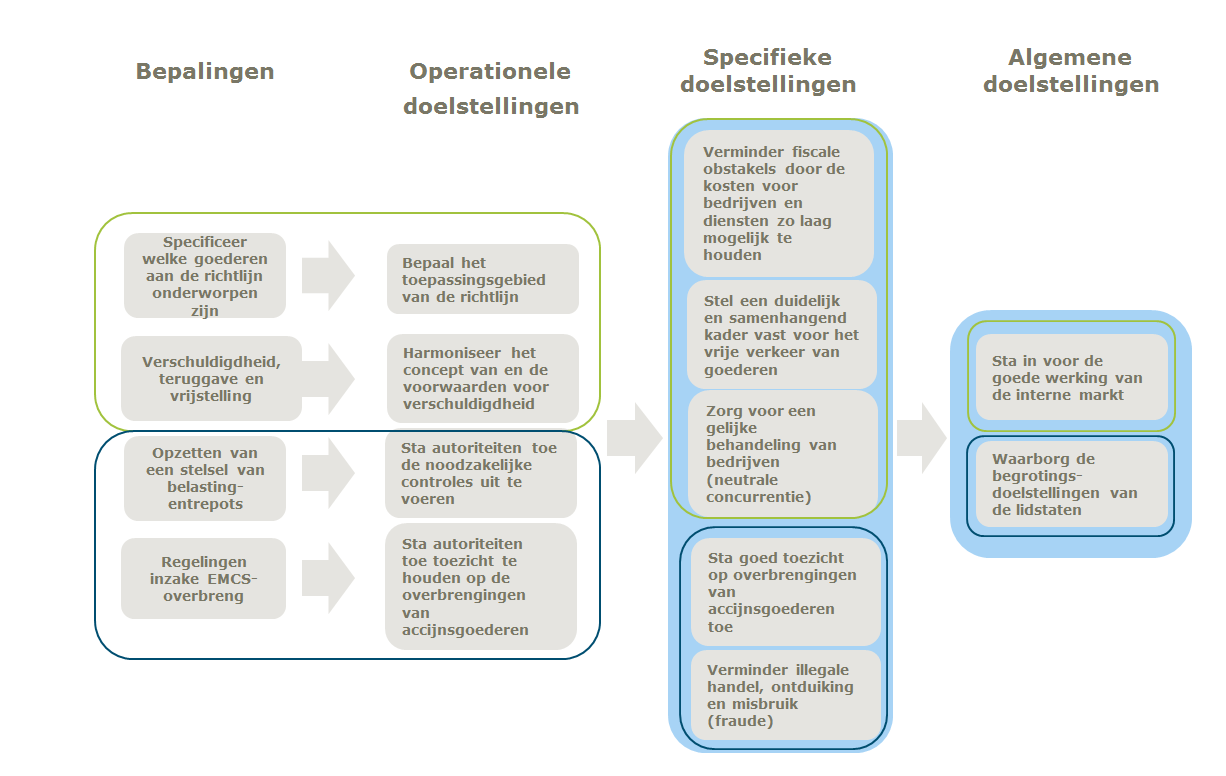 Bepalingen
Operationele
doelstellingen
Specifieke
doelstellingen
Algemene
doelstellingen
Specificeer
welke goederen
aan de richtlijn
onderworpen
zijn
Verschuldigdheid,
teruggave en
vrijstelling
Opzetten van
een stelsel van
belasting-
entrepots
Regelingen
inzake EMCS-
overbreng
Bepaal het
toepassingsgebied
van de richtlijn
Harmoniseer het
concept van en de
voorwaarden voor
verschuldigdheid
Sta autoriteiten toe
de noodzakelijke
controles uit te
voeren
Sta autoriteiten
toe toezicht te
houden op de
overbrengingen
van
accijnsgoederen
Verminder fiscale
obstakels door de
kosten voor
bedrijven en
diensten zo laag
mogelijk te
houden
Stel een duidelijk
en samenhangend
kader vast voor het
vrije verkeer van
goederen
Zorg voor een
gelijke
behandeling van
bedrijven
(neutrale
concurrentie)
Sta goed toezicht
op overbrengingen
van
accijnsgoederen
toe
Verminder illegale
handel, ontduiking
en misbruik
(fraude)
Sta in voor de
goede werking van
de interne markt
Waarborg de
begrotings-
doelstellingen van
de lidstaten